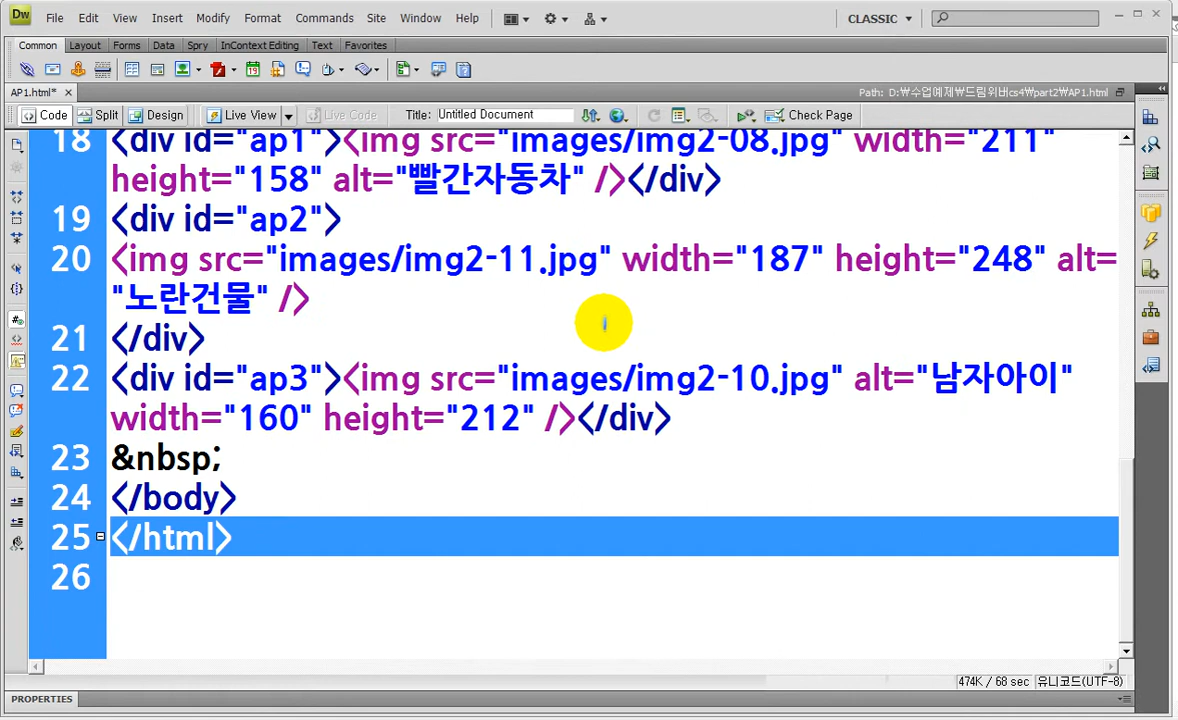 Dw File Edit View Insert Modify Format Commands Site Window Help CLASSIC
Common Layout Forms Data Spry InContext Editing Text Favorites
AP1.html* Path: D:₩수업예제₩드림위버cs4₩part2₩AP1.html
Code Split Design Live View Live Code Title: Untitled Document Check Page
18 <div id="ap1"><img src="images/img2-08.jpg" width="211"
height="158" alt="빨간자동차" /></div>
19 <div id="ap2">
20 <img src="images/img2-11.jpg" width="187" height="248" alt=
"노란건물" />
21 </div>
22 <div id="ap3"><img src="images/img2-10.jpg" alt="남자아이"
width="160" height="212" /></div>
23 &nbsp;
24 </body>
25 </html>
26
474K / 68 sec 유니코드(UTF-8)
PROPERTIES